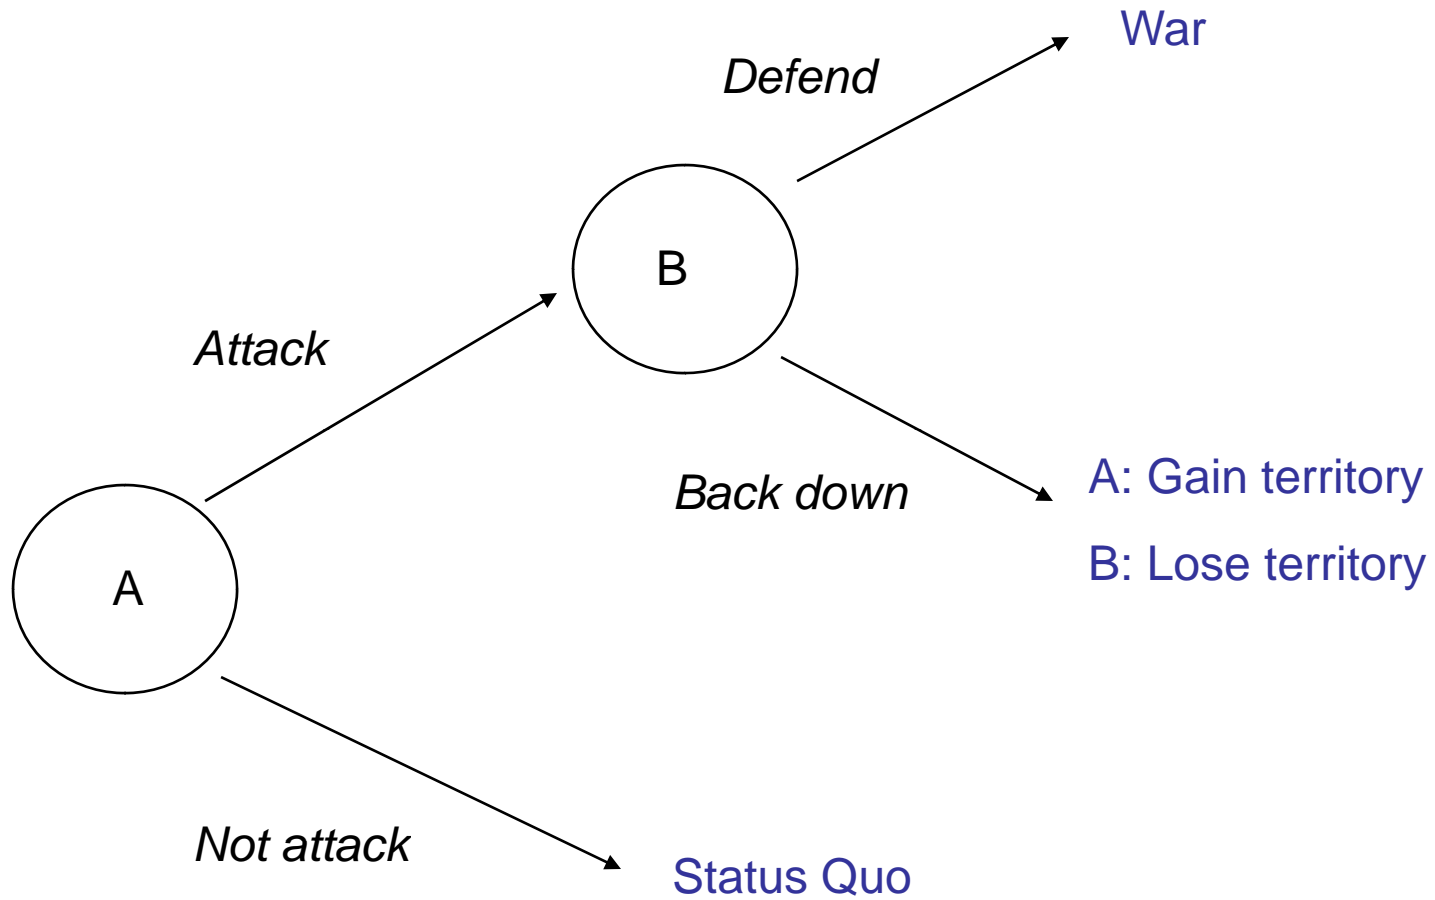 War
Defend
B
Attack
A: Gain territory
Back down
B: Lose territory
A
Not attack
Status Quo